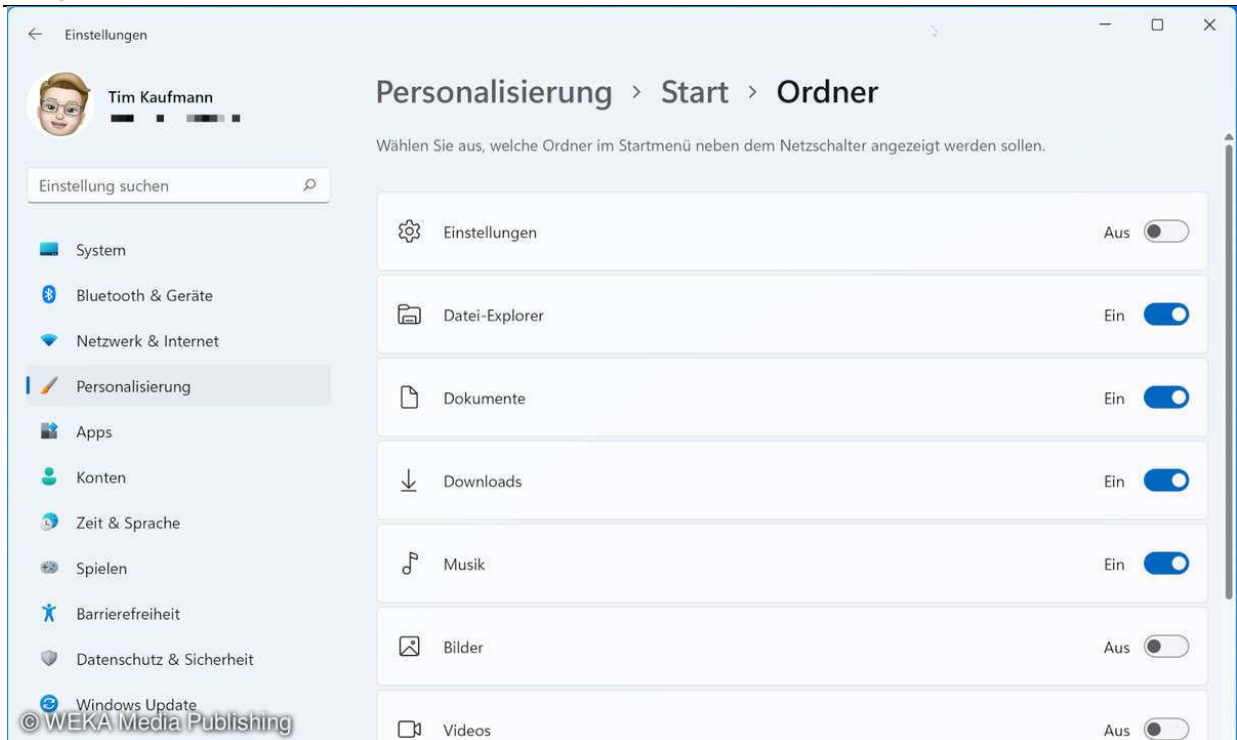 Einstellungen
Tim Kaufmann
Einstellung suchen
System
Bluetooth & Geräte
Netzwerk & Internet
Personalisierung
Apps
Konten
Zeit & Sprache
Spielen
Barrierefreiheit
Datenschutz & Sicherheit
Windows Update
© WEKA Media Publishing
Personalisierung > Start > Ordner
Wählen Sie aus, welche Ordner im Startmenü neben dem Netzschalter angezeigt werden sollen.
Einstellungen Aus
Datei-Explorer Ein
Dokumente Ein
Downloads Ein
Musik Ein
Bilder Aus
Videos Aus